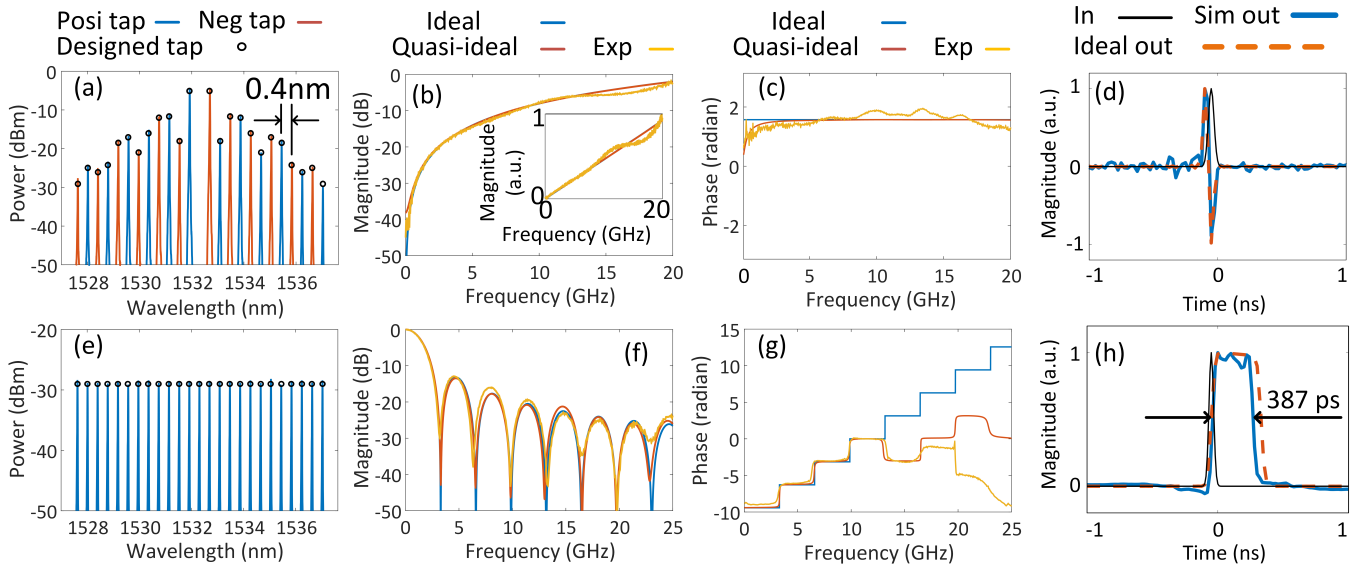 Posi tap Neg tap
Designed tap
Ideal
Quasi-ideal Exp
Ideal
Quasi-ideal Exp
In Sim out
Ideal out
(a)
0.4nm
0
-10
-20
-30
-40
-50
Power (dBm)
1528 1530 1532 1534 1536
Wavelength (nm)
(b)
0
-10
-20
-30
-40
-50
Magnitude (dB)
0 5 10 15 20
Frequency (GHz)
1
0
Magnitude
(a.u.)
0 20
Frequency (GHz)
(c)
2
0
-2
Phase (radian)
0 5 10 15 20
Frequency (GHz)
(d)
1
0
-1
Magnitude (a.u.)
-1 0 1
Time (ns)
(e)
-20
-30
-40
-50
Power (dBm)
1528 1530 1532 1534 1536
Wavelength (nm)
(f)
0
-10
-20
-30
-40
-50
Magnitude (dB)
0 5 10 15 20 25
Frequency (GHz)
(g)
15
10
5
0
-5
-10
Phase (radian)
0 5 10 15 20 25
Frequency (GHz)
(h)
387 ps
1
0
Magnitude (a.u.)
-1 0 1
Time (ns)